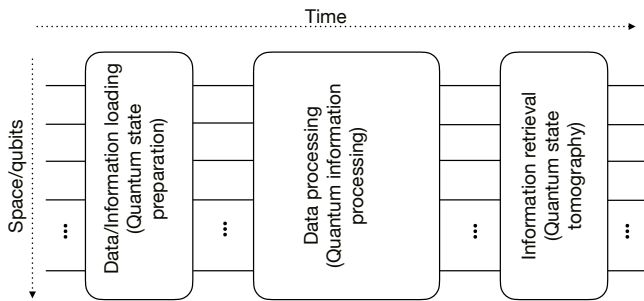 Time
Space/qubits
Data/Information loading
(Quantum state
preparation)
...
Data processing
(Quantum information
processing)
...
Information retrieval
(Quantum state
tomography)
...
...